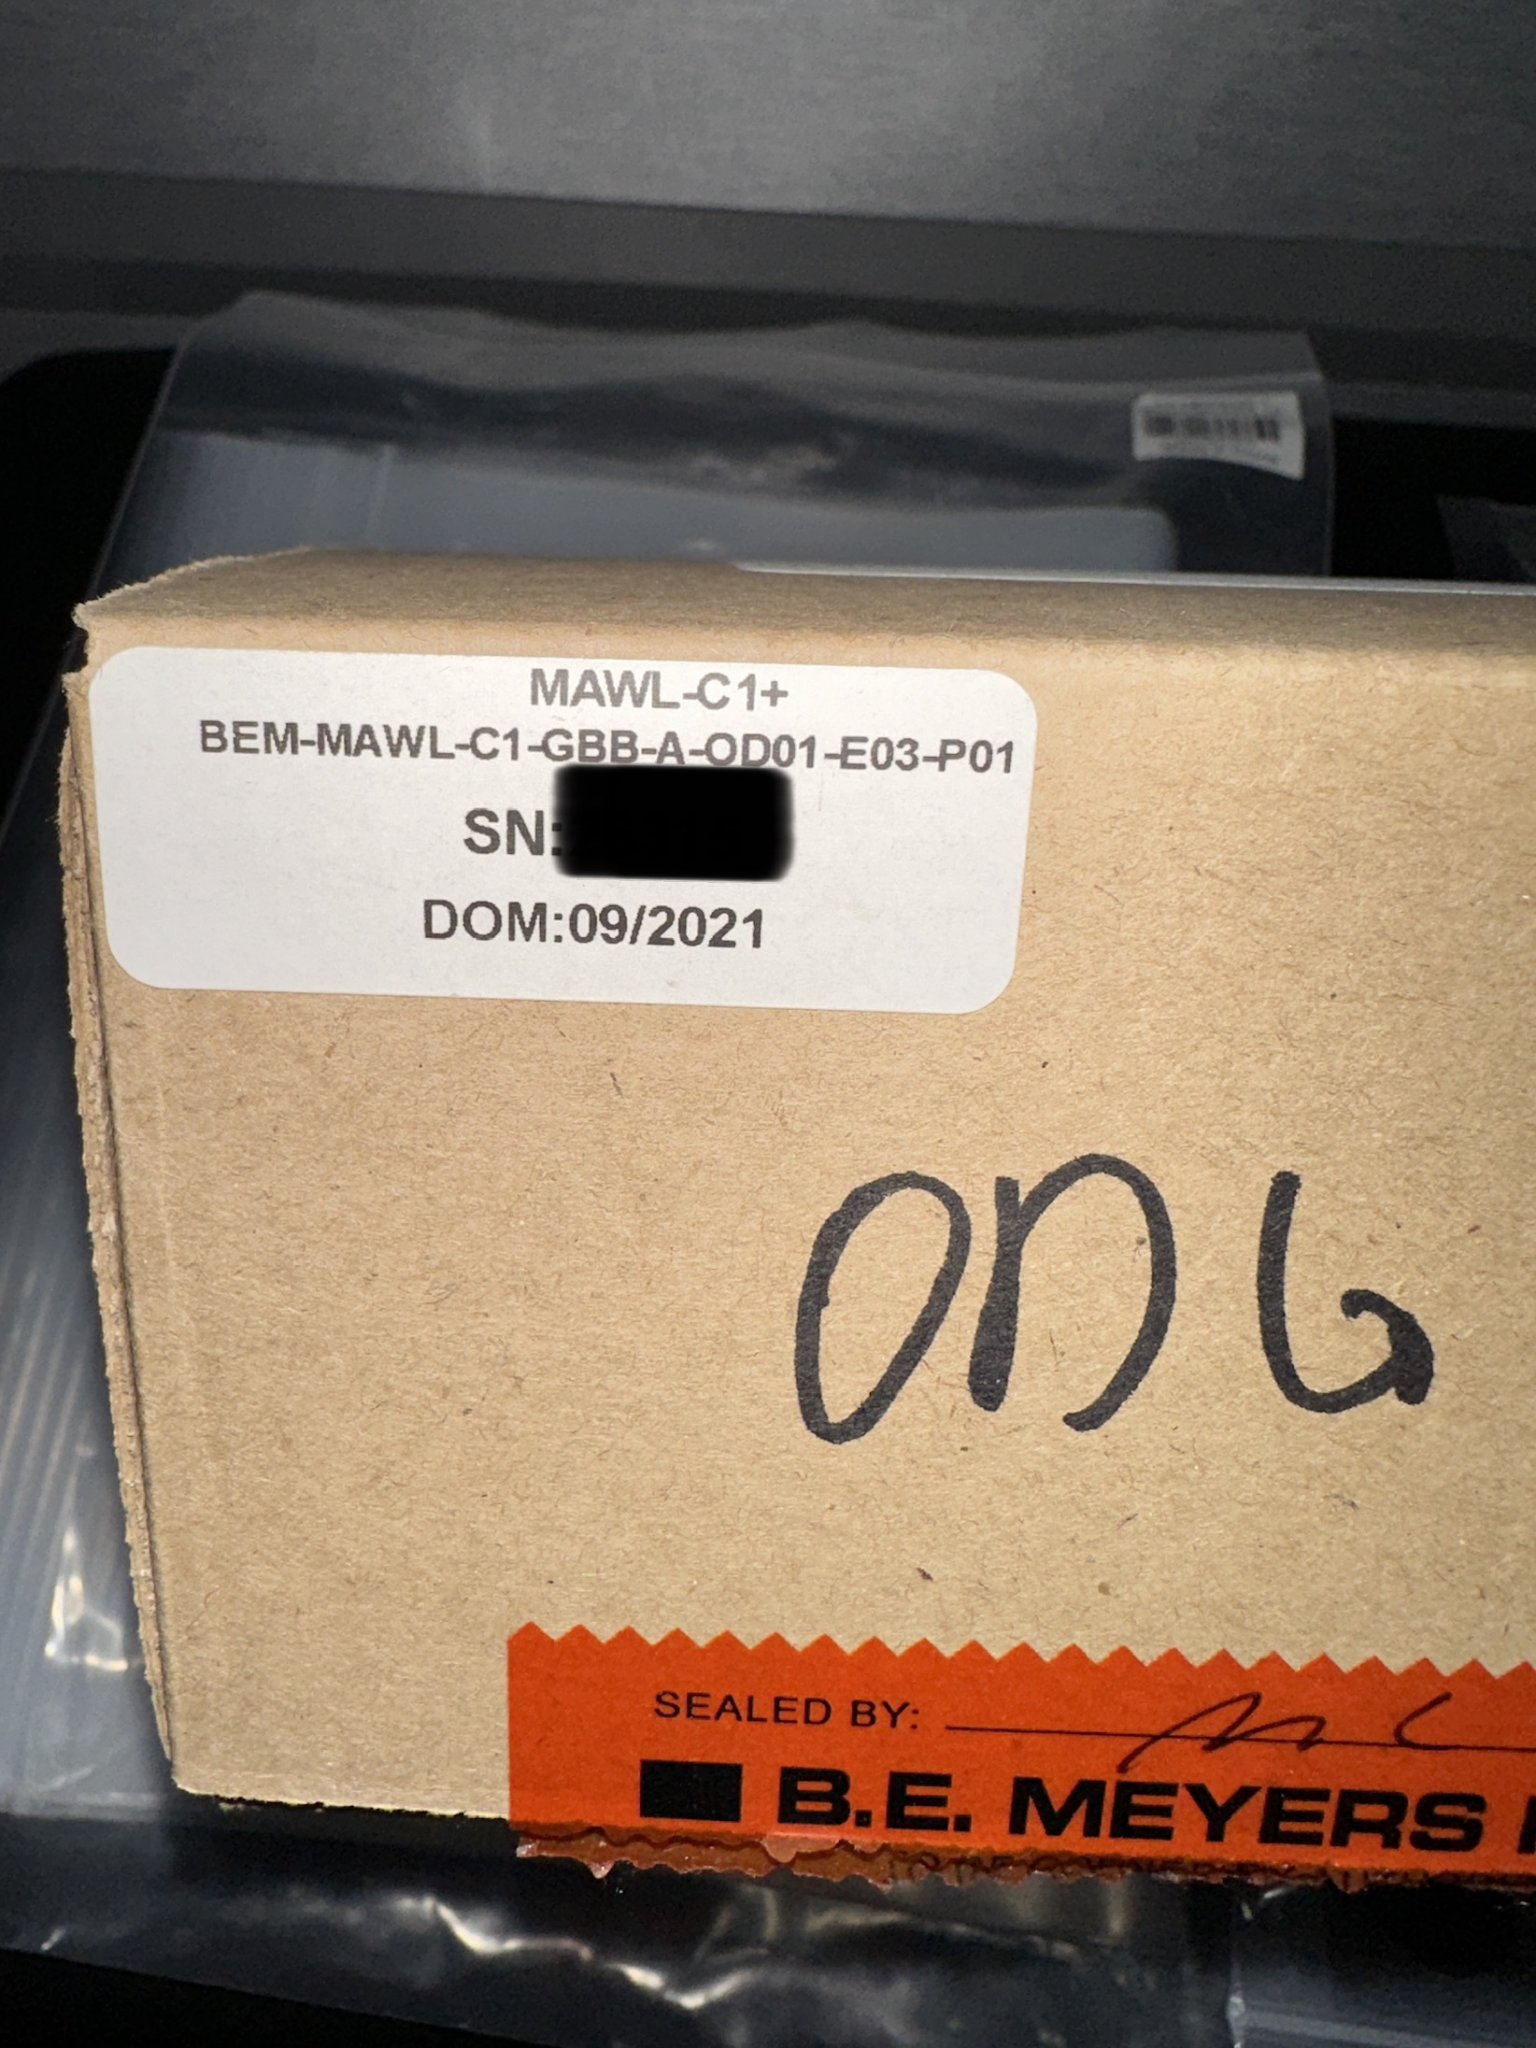 MAWL-C1+
BEM-MAWL-C1-GBB-A-OD01-E03-P01
SN:
DOM:09/2021
ODG
SEALED BY:
B.E. MEYERS